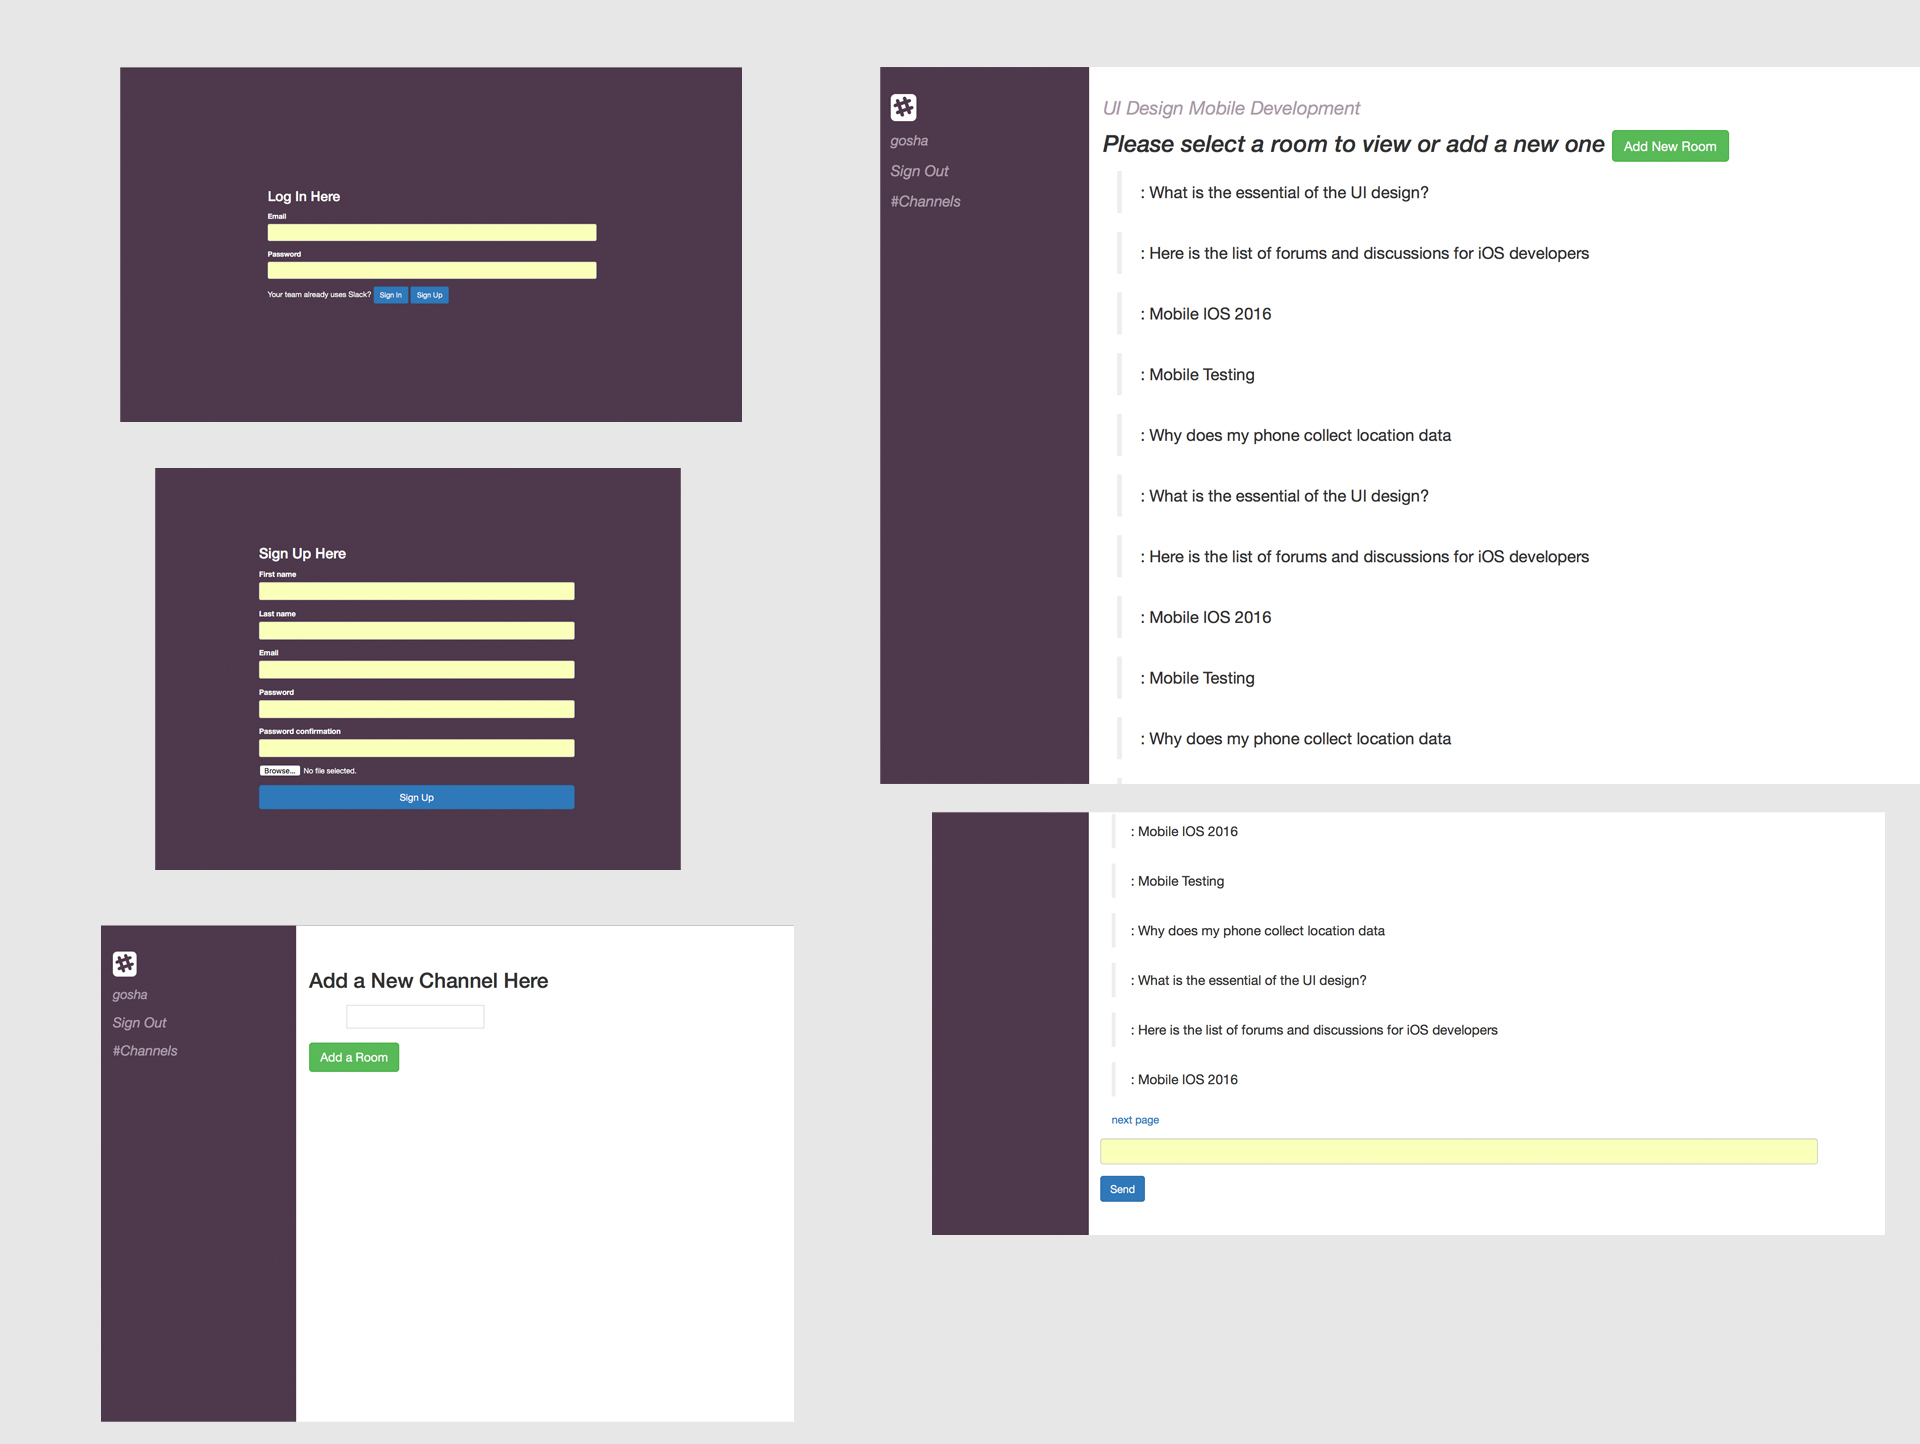 Log In Here
Email
Password
Your team already uses Slack? Sign In Sign Up
Sign Up Here
First name
Last name
Email
Password
Password confirmation
Browse... No file selected.
Sign Up
gosha
Sign Out
#Channels
Add a New Channel Here
Add a Room
gosha
Sign Out
#Channels
UI Design Mobile Development
Please select a room to view or add a new one Add New Room
: What is the essential of the UI design?
: Here is the list of forums and discussions for iOS developers
: Mobile IOS 2016
: Mobile Testing
: Why does my phone collect location data
: What is the essential of the UI design?
: Here is the list of forums and discussions for iOS developers
: Mobile IOS 2016
: Mobile Testing
: Why does my phone collect location data
: Mobile IOS 2016
: Mobile Testing
: Why does my phone collect location data
: What is the essential of the UI design?
: Here is the list of forums and discussions for iOS developers
: Mobile IOS 2016
next page
Send